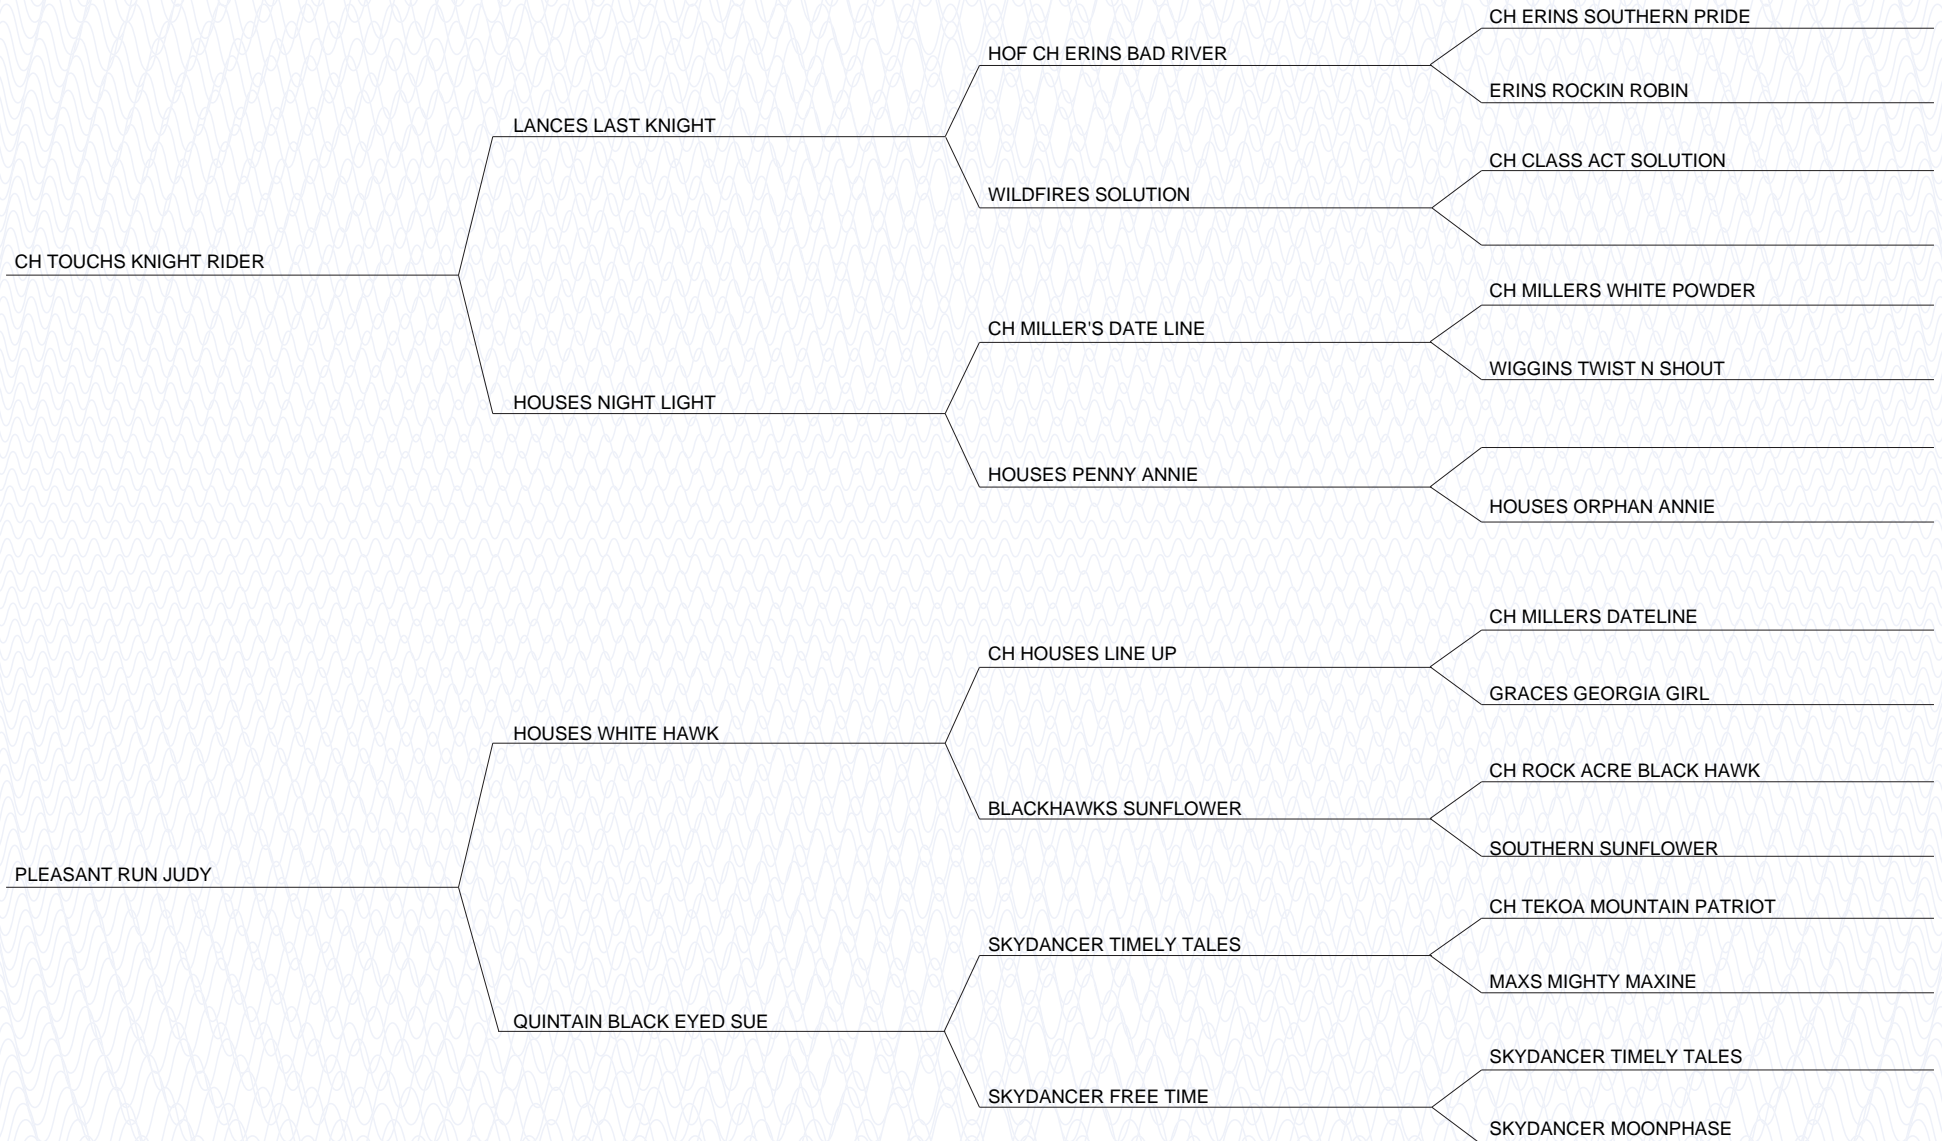 CH ERINS SOUTHERN PRIDE
HOF CH ERINS BAD RIVER
ERINS ROCKIN ROBIN
LANCES LAST KNIGHT
CH CLASS ACT SOLUTION
WILDFIRES SOLUTION
CH TOUCHS KNIGHT RIDER
CH MILLERS WHITE POWDER
CH MILLER'S DATE LINE
WIGGINS TWIST N SHOUT
HOUSES NIGHT LIGHT
HOUSES PENNY ANNIE
HOUSES ORPHAN ANNIE
CH MILLERS DATELINE
CH HOUSES LINE UP
GRACES GEORGIA GIRL
HOUSES WHITE HAWK
CH ROCK ACRE BLACK HAWK
BLACKHAWKS SUNFLOWER
SOUTHERN SUNFLOWER
PLEASANT RUN JUDY
CH TEKOA MOUNTAIN PATRIOT
SKYDANCER TIMELY TALES
MAXS MIGHTY MAXINE
QUINTAIN BLACK EYED SUE
SKYDANCER TIMELY TALES
SKYDANCER FREE TIME
SKYDANCER MOONPHASE